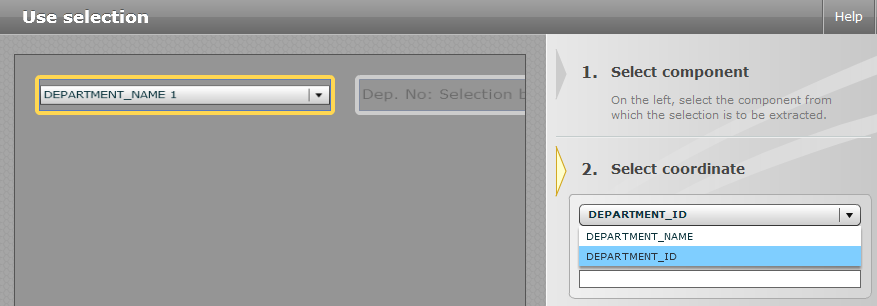 Use selection
Help
DEPARTMENT_NAME 1
Dep. No: Selection b
1. Select component
On the left, select the component from
which the selection is to be extracted.
2. Select coordinate
DEPARTMENT_ID
DEPARTMENT_NAME
DEPARTMENT_ID